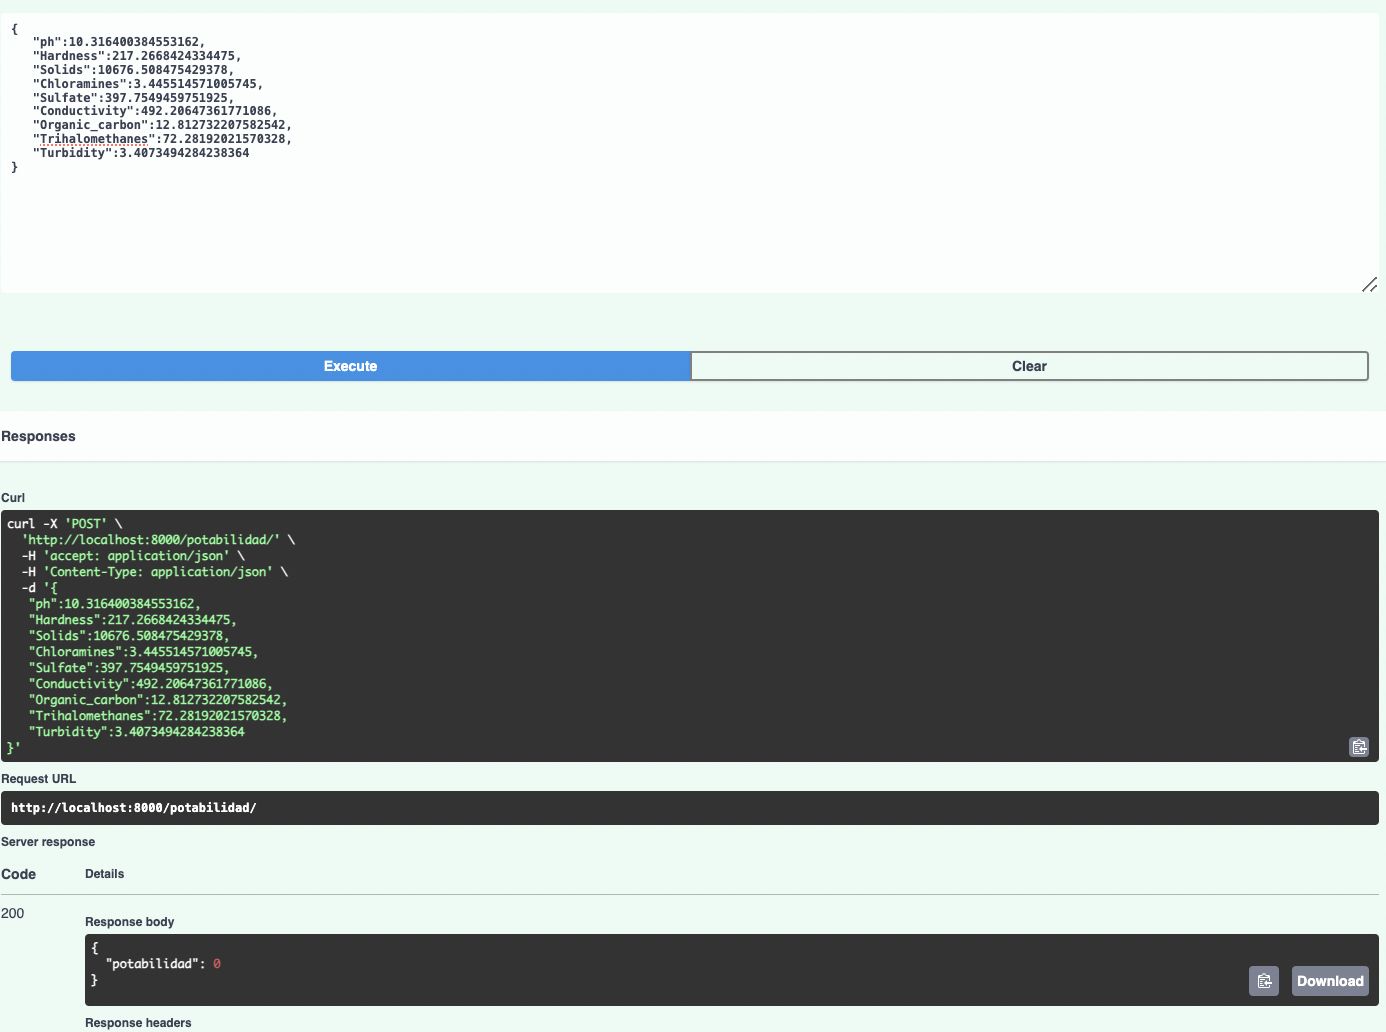 {
"ph":10.316400384553162,
"Hardness":217.2668424334475,
"Solids":10676.508475429378,
"Chloramines":3.445514571005745,
"Sulfate":397.7549459751925,
"Conductivity":492.20647361771086,
"Organic_carbon":12.812732207582542,
"Trihalomethanes":72.28192021570328,
"Turbidity":3.4073494284238364
}
Execute
Clear
Responses
Curl
curl -X 'POST' \
'http://localhost:8000/potabilidad/' \
-H 'accept: application/json' \
-H 'Content-Type: application/json' \
-d '{
"ph":10.316400384553162,
"Hardness":217.2668424334475,
"Solids":10676.508475429378,
"Chloramines":3.445514571005745,
"Sulfate":397.7549459751925,
"Conductivity":492.20647361771086,
"Organic_carbon":12.812732207582542,
"Trihalomethanes":72.28192021570328,
"Turbidity":3.4073494284238364
}'
Request URL
http://localhost:8000/potabilidad/
Server response
Code Details
200
Response body
{
"potabilidad": 0
}
Download
Response headers